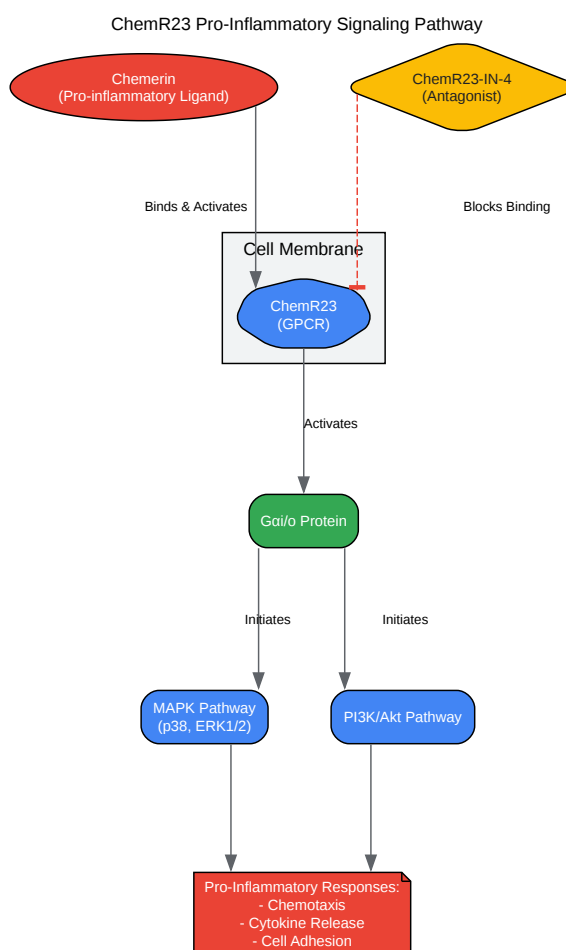 ChemR23 Pro-Inflammatory Signaling Pathway
Chemerin
(Pro-inflammatory Ligand)
ChemR23-IN-4
(Antagonist)
Binds & Activates
Blocks Binding
Cell Membrane
ChemR23
(GPCR)
Activates
Gαi/o Protein
Initiates
Initiates
MAPK Pathway
(p38, ERK1/2)
PI3K/Akt Pathway
Pro-Inflammatory Responses:
- Chemotaxis
- Cytokine Release
- Cell Adhesion